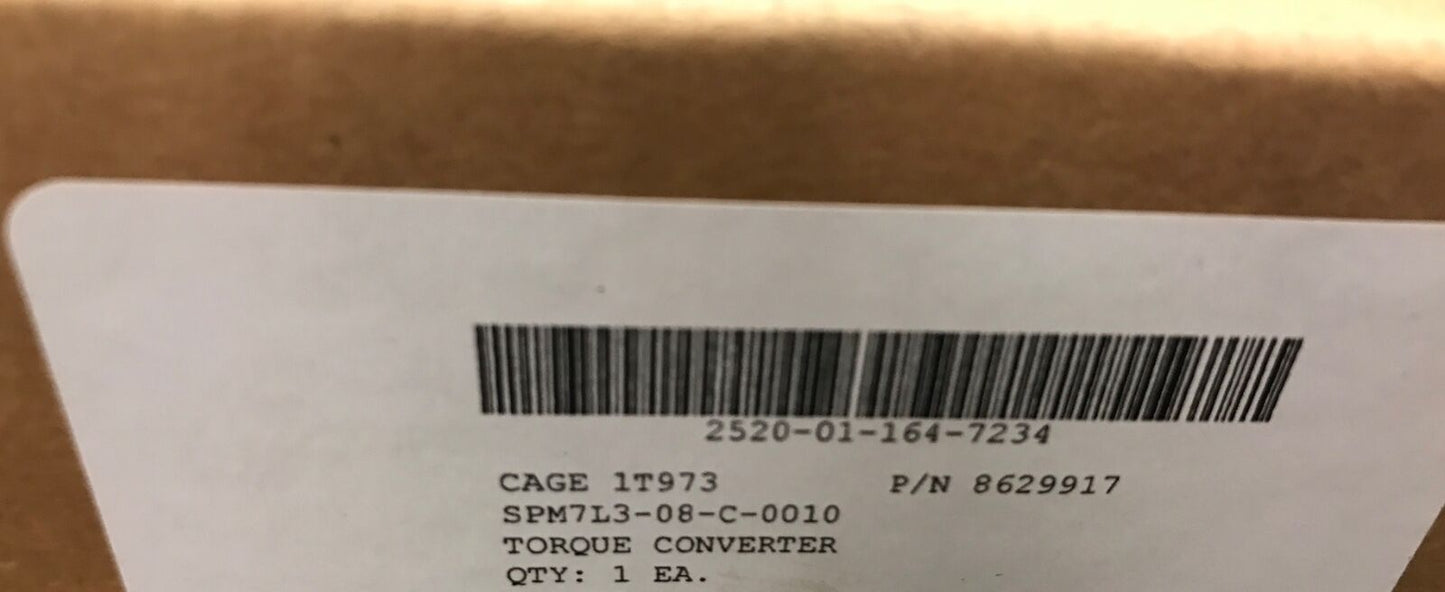 2520-01-164-7234
CAGE 1T973 P/N 8629917
SPM7L3-08-C-0010
TORQUE CONVERTER
QTY: 1 EA.